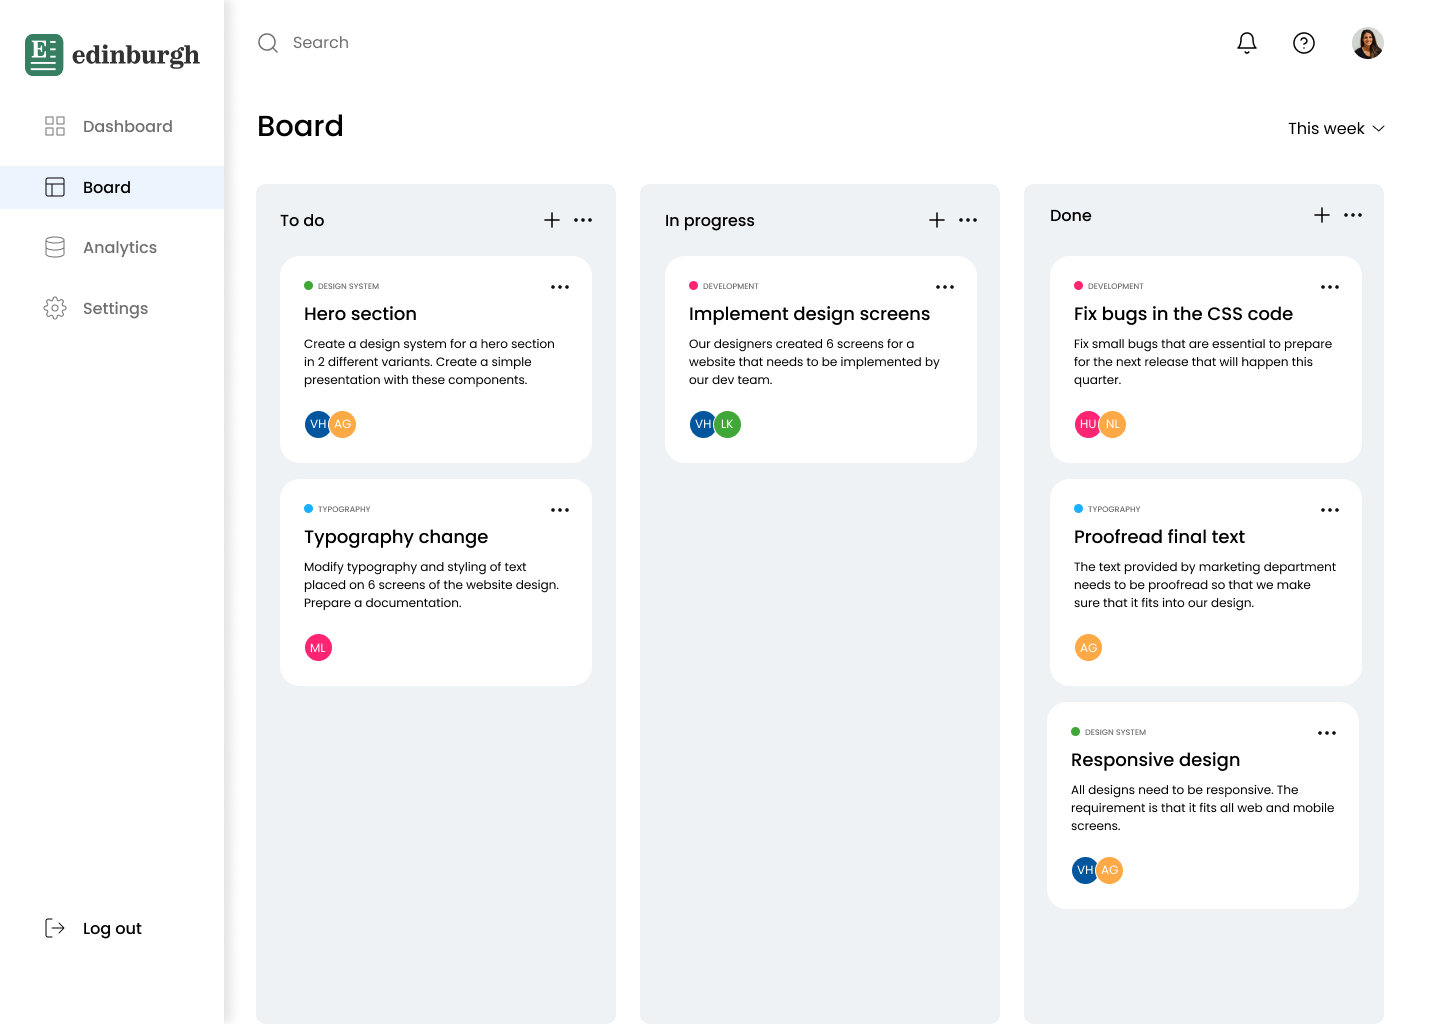 E
edinburgh
Search
Dashboard
Board
Analytics
Settings
Log out
Board
This week
To do
DESIGN SYSTEM
Hero section
Create a design system for a hero section
in 2 different variants. Create a simple
presentation with these components.
VH AG
TYPOGRAPHY
Typography change
Modify typography and styling of text
placed on 6 screens of the website design.
Prepare a documentation.
ML
In progress
DEVELOPMENT
Implement design screens
Our designers created 6 screens for a
website that needs to be implemented by
our dev team.
VH LK
Done
DEVELOPMENT
Fix bugs in the CSS code
Fix small bugs that are essential to prepare
for the next release that will happen this
quarter.
HU NL
TYPOGRAPHY
Proofread final text
The text provided by marketing department
needs to be proofread so that we make
sure that it fits into our design.
AG
DESIGN SYSTEM
Responsive design
All designs need to be responsive. The
requirement is that it fits all web and mobile
screens.
VH AG